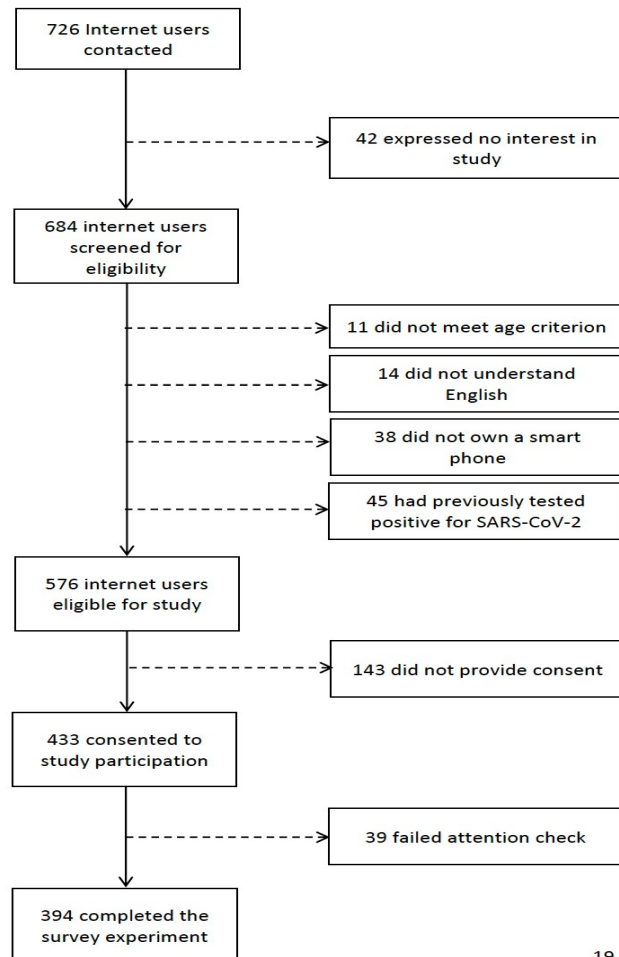 726 Internet users
contacted
42 expressed no interest in
study
684 internet users
screened for
eligibility
11 did not meet age criterion
14 did not understand
English
38 did not own a smart
phone
45 had previously tested
positive for SARS-CoV-2
576 internet users
eligible for study
143 did not provide consent
433 consented to
study participation
39 failed attention check
394 completed the
survey experiment
19